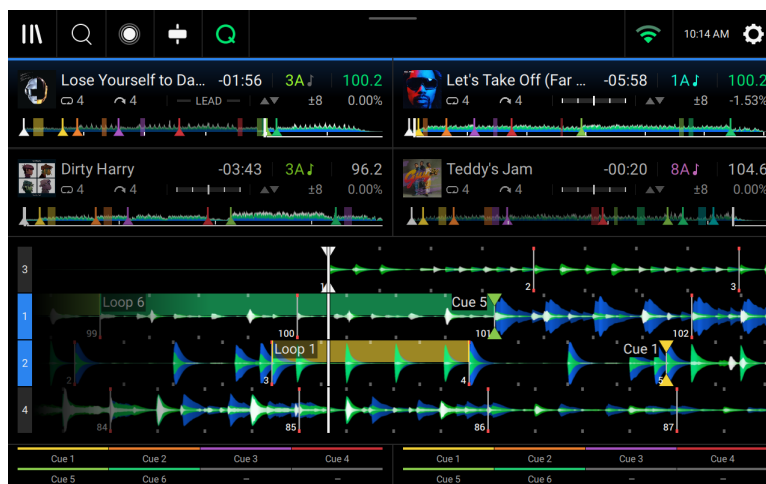 Q 10:14 AM
Lose Yourself to Da... -01:56 3A 100.2
4 4 LEAD ±8 0.00%
Let's Take Off (Far ... -05:58 1A 100.2
4 4 ±8 -1.53%
Dirty Harry -03:43 3A 96.2
4 4 ±8 0.00%
Teddy's Jam -00:20 8A 104.6
4 4 ±8 0.00%
3 1 2 3
1 Loop 6 Cue 5
99 100 101 102
2 Loop 1 Cue 1
2 3 4 5
4 84 85 86 87
Cue 1 Cue 2 Cue 3 Cue 4 Cue 1 Cue 2 Cue 3 Cue 4
Cue 5 Cue 6 – – Cue 5 Cue 6 – –